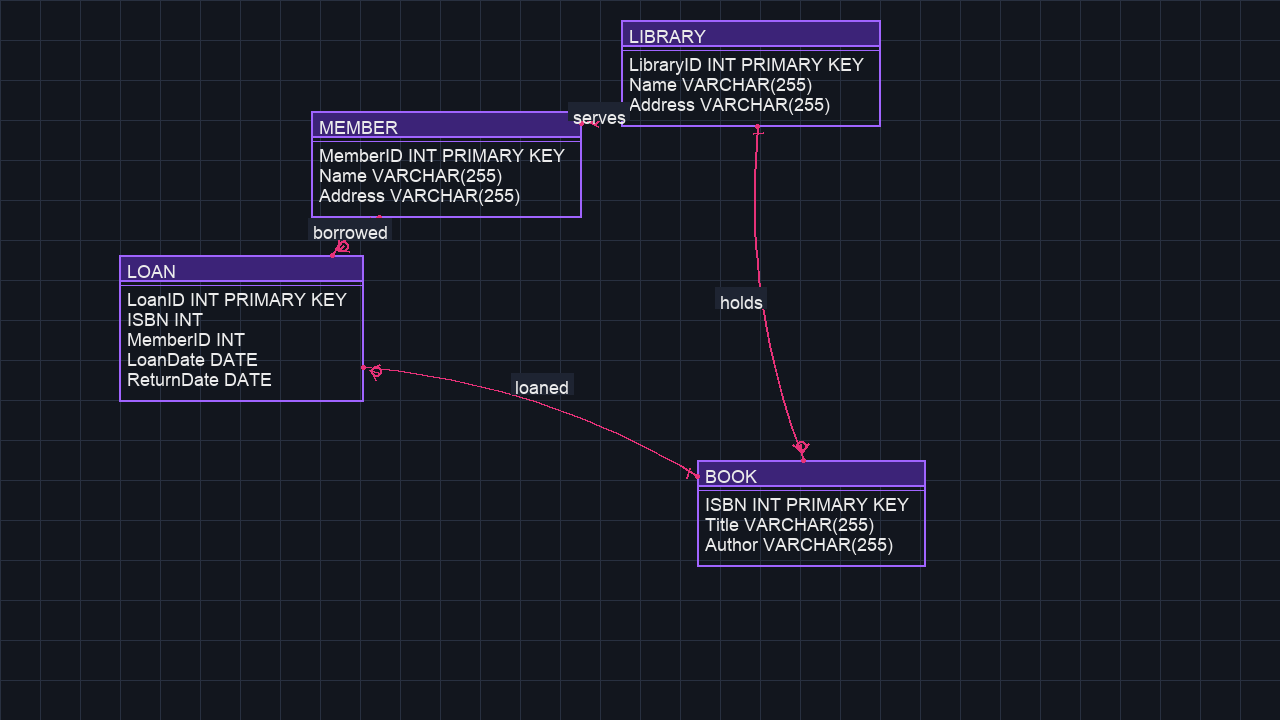 LIBRARY
LibraryID INT PRIMARY KEY
Name VARCHAR(255)
Address VARCHAR(255)
serves
MEMBER
MemberID INT PRIMARY KEY
Name VARCHAR(255)
Address VARCHAR(255)
borrowed
LOAN
LoanID INT PRIMARY KEY
ISBN INT
MemberID INT
LoanDate DATE
ReturnDate DATE
holds
loaned
BOOK
ISBN INT PRIMARY KEY
Title VARCHAR(255)
Author VARCHAR(255)